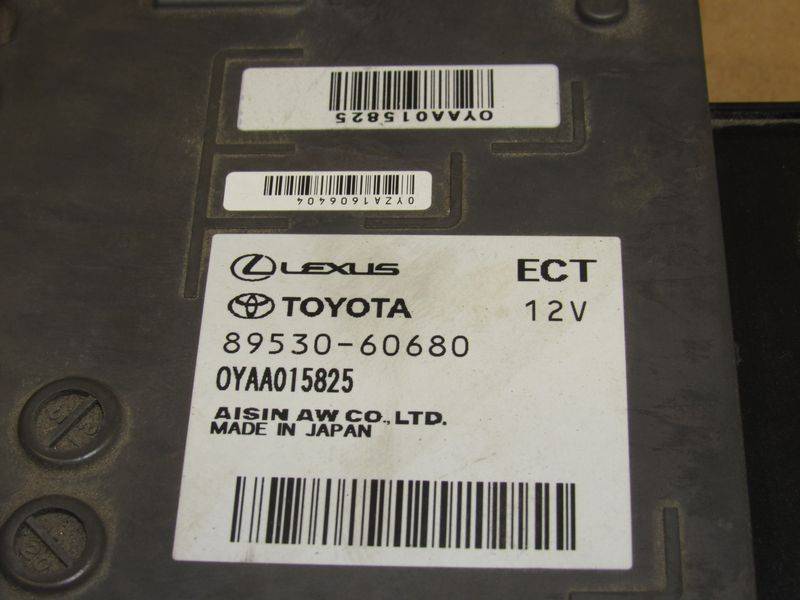 0YAA015825
0YZA1606404
LEXUS ECT
TOYOTA 12V
89530-60680
0YAA015825
AISIN AW CO.,LTD.
MADE IN JAPAN